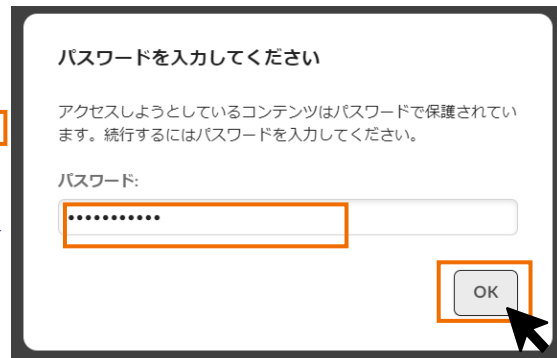 パスワードを入力してください
アクセスしようとしているコンテンツはパスワードで保護されてい
ます。続行するにはパスワードを入力してください。
パスワード:
•••••••••••
OK